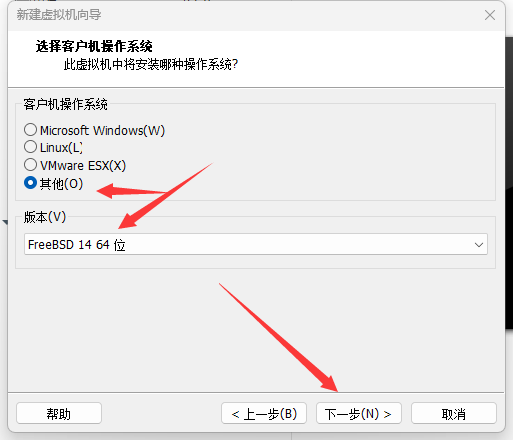 新建虚拟机向导
选择客户机操作系统
此虚拟机中将安装哪种操作系统?
客户机操作系统
Microsoft Windows(W)
Linux(L)
VMware ESX(X)
其他(O)
版本(V)
FreeBSD 14 64 位
帮助
< 上一步(B)
下一步(N) >
取消